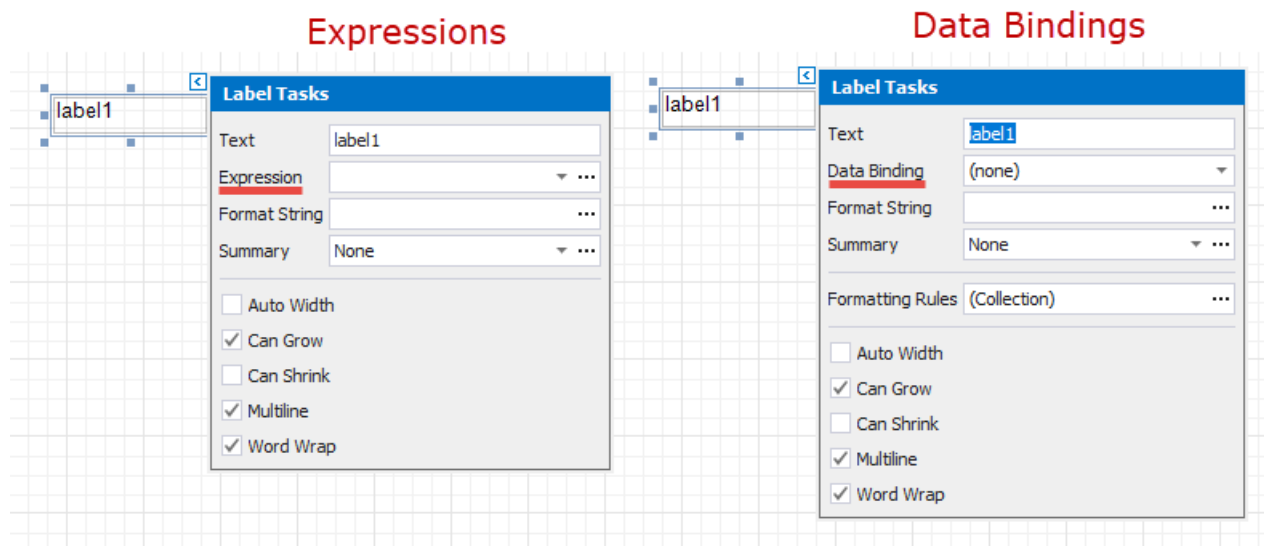 Expressions
label1
Label Tasks
Text label1
Expression
Format String
Summary None
Auto Width
Can Grow
Can Shrink
Multiline
Word Wrap
Data Bindings
label1
Label Tasks
Text label1
Data Binding (none)
Format String
Summary None
Formatting Rules (Collection)
Auto Width
Can Grow
Can Shrink
Multiline
Word Wrap